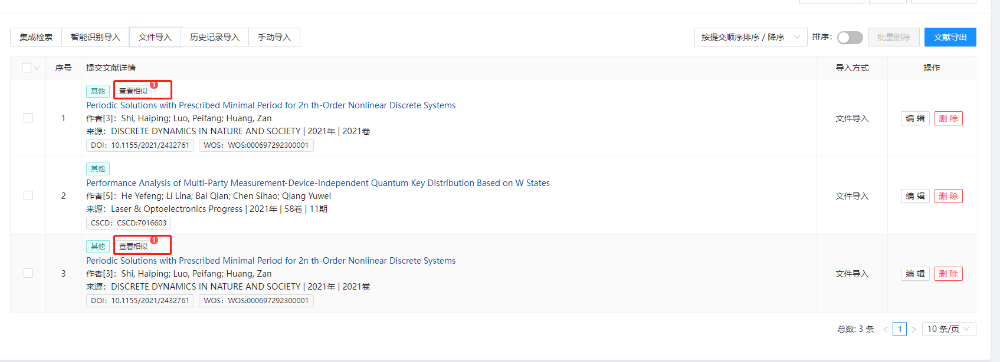 集成检索 智能识别导入 文件导入 历史记录导入 手动导入 按提交顺序排序 / 降序 排序: 批量删除 文献导出
序号 提交文献详情 导入方式 操作
其他 查看相似 1
Periodic Solutions with Prescribed Minimal Period for 2n th-Order Nonlinear Discrete Systems
1 作者[3]: Shi, Haiping; Luo, Peifang; Huang, Zan 文件导入 编 辑 删 除
来源: DISCRETE DYNAMICS IN NATURE AND SOCIETY | 2021年 | 2021卷
DOI: 10.1155/2021/2432761 WOS: WOS:000697292300001
其他
Performance Analysis of Multi-Party Measurement-Device-Independent Quantum Key Distribution Based on W States
2 作者[5]: He Yefeng; Li Lina; Bai Qian; Chen Sihao; Qiang Yuwei 文件导入 编 辑 删 除
来源: Laser & Optoelectronics Progress | 2021年 | 58卷 | 11期
CSCD: CSCD:7016603
其他 查看相似 1
Periodic Solutions with Prescribed Minimal Period for 2n th-Order Nonlinear Discrete Systems
3 作者[3]: Shi, Haiping; Luo, Peifang; Huang, Zan 文件导入 编 辑 删 除
来源: DISCRETE DYNAMICS IN NATURE AND SOCIETY | 2021年 | 2021卷
DOI: 10.1155/2021/2432761 WOS: WOS:000697292300001
总数: 3 条 < 1 > 10 条/页